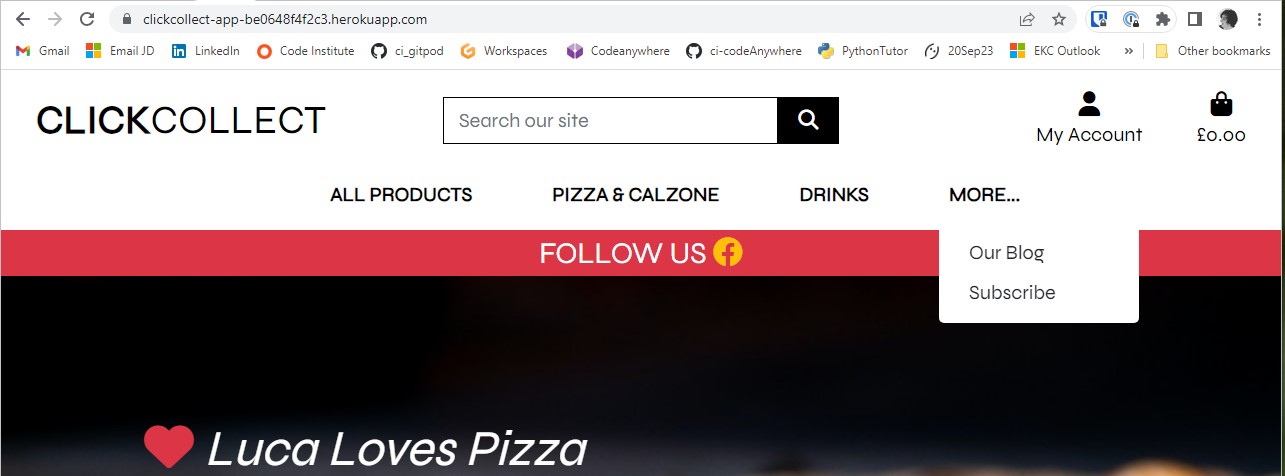 clickcollect-app-be0648f4f2c3.herokuapp.com
Gmail Email JD LinkedIn Code Institute ci_gitpod Workspaces Codeanywhere ci-codeAnywhere PythonTutor 20Sep23 EKC Outlook » Other bookmarks
CLICKCOLLECT
Search our site
My Account
£0.00
ALL PRODUCTS PIZZA & CALZONE DRINKS MORE...
FOLLOW US
Our Blog
Subscribe
Luca Loves Pizza